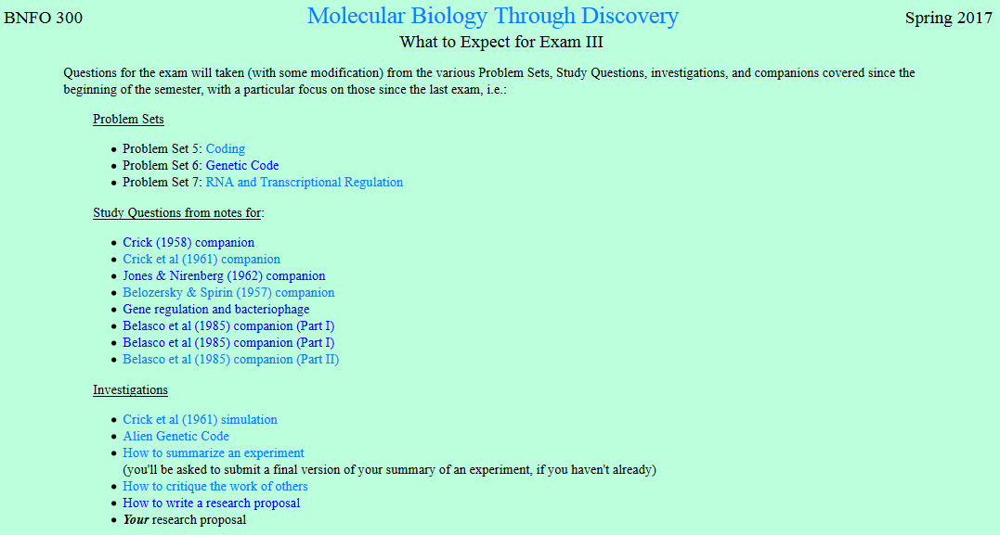 BNFO 300
Molecular Biology Through Discovery
Spring 2017
What to Expect for Exam III
Questions for the exam will taken (with some modification) from the various Problem Sets, Study Questions, investigations, and companions covered since the
beginning of the semester, with a particular focus on those since the last exam, i.e.:
Problem Sets
• Problem Set 5: Coding
• Problem Set 6: Genetic Code
• Problem Set 7: RNA and Transcriptional Regulation
Study Questions from notes for:
• Crick (1958) companion
• Crick et al (1961) companion
• Jones & Nirenberg (1962) companion
• Belozersky & Spirin (1957) companion
• Gene regulation and bacteriophage
• Belasco et al (1985) companion (Part I)
• Belasco et al (1985) companion (Part I)
• Belasco et al (1985) companion (Part II)
Investigations
• Crick et al (1961) simulation
• Alien Genetic Code
• How to summarize an experiment
(you'll be asked to submit a final version of your summary of an experiment, if you haven't already)
• How to critique the work of others
• How to write a research proposal
• Your research proposal